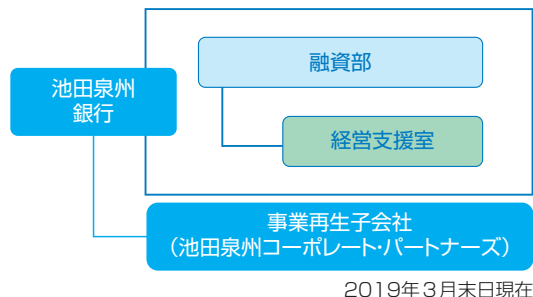 池田泉州
銀行
融資部
経営支援室
事業再生子会社
（池田泉州コーポレート・パートナーズ）
2019年３月末日現在